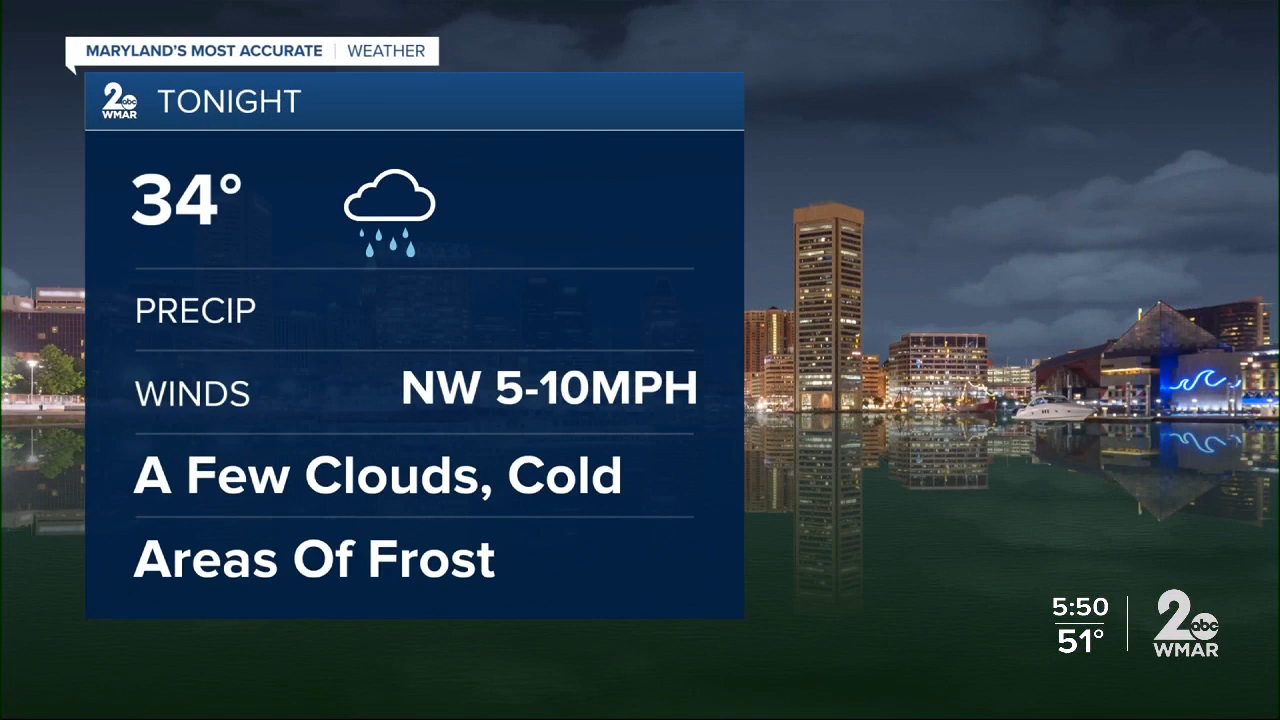 MARYLAND'S MOST ACCURATE | WEATHER
2 abc WMAR TONIGHT
34°
PRECIP
WINDS NW 5-10MPH
A Few Clouds, Cold
Areas Of Frost
5:50
51°
2 abc
WMAR